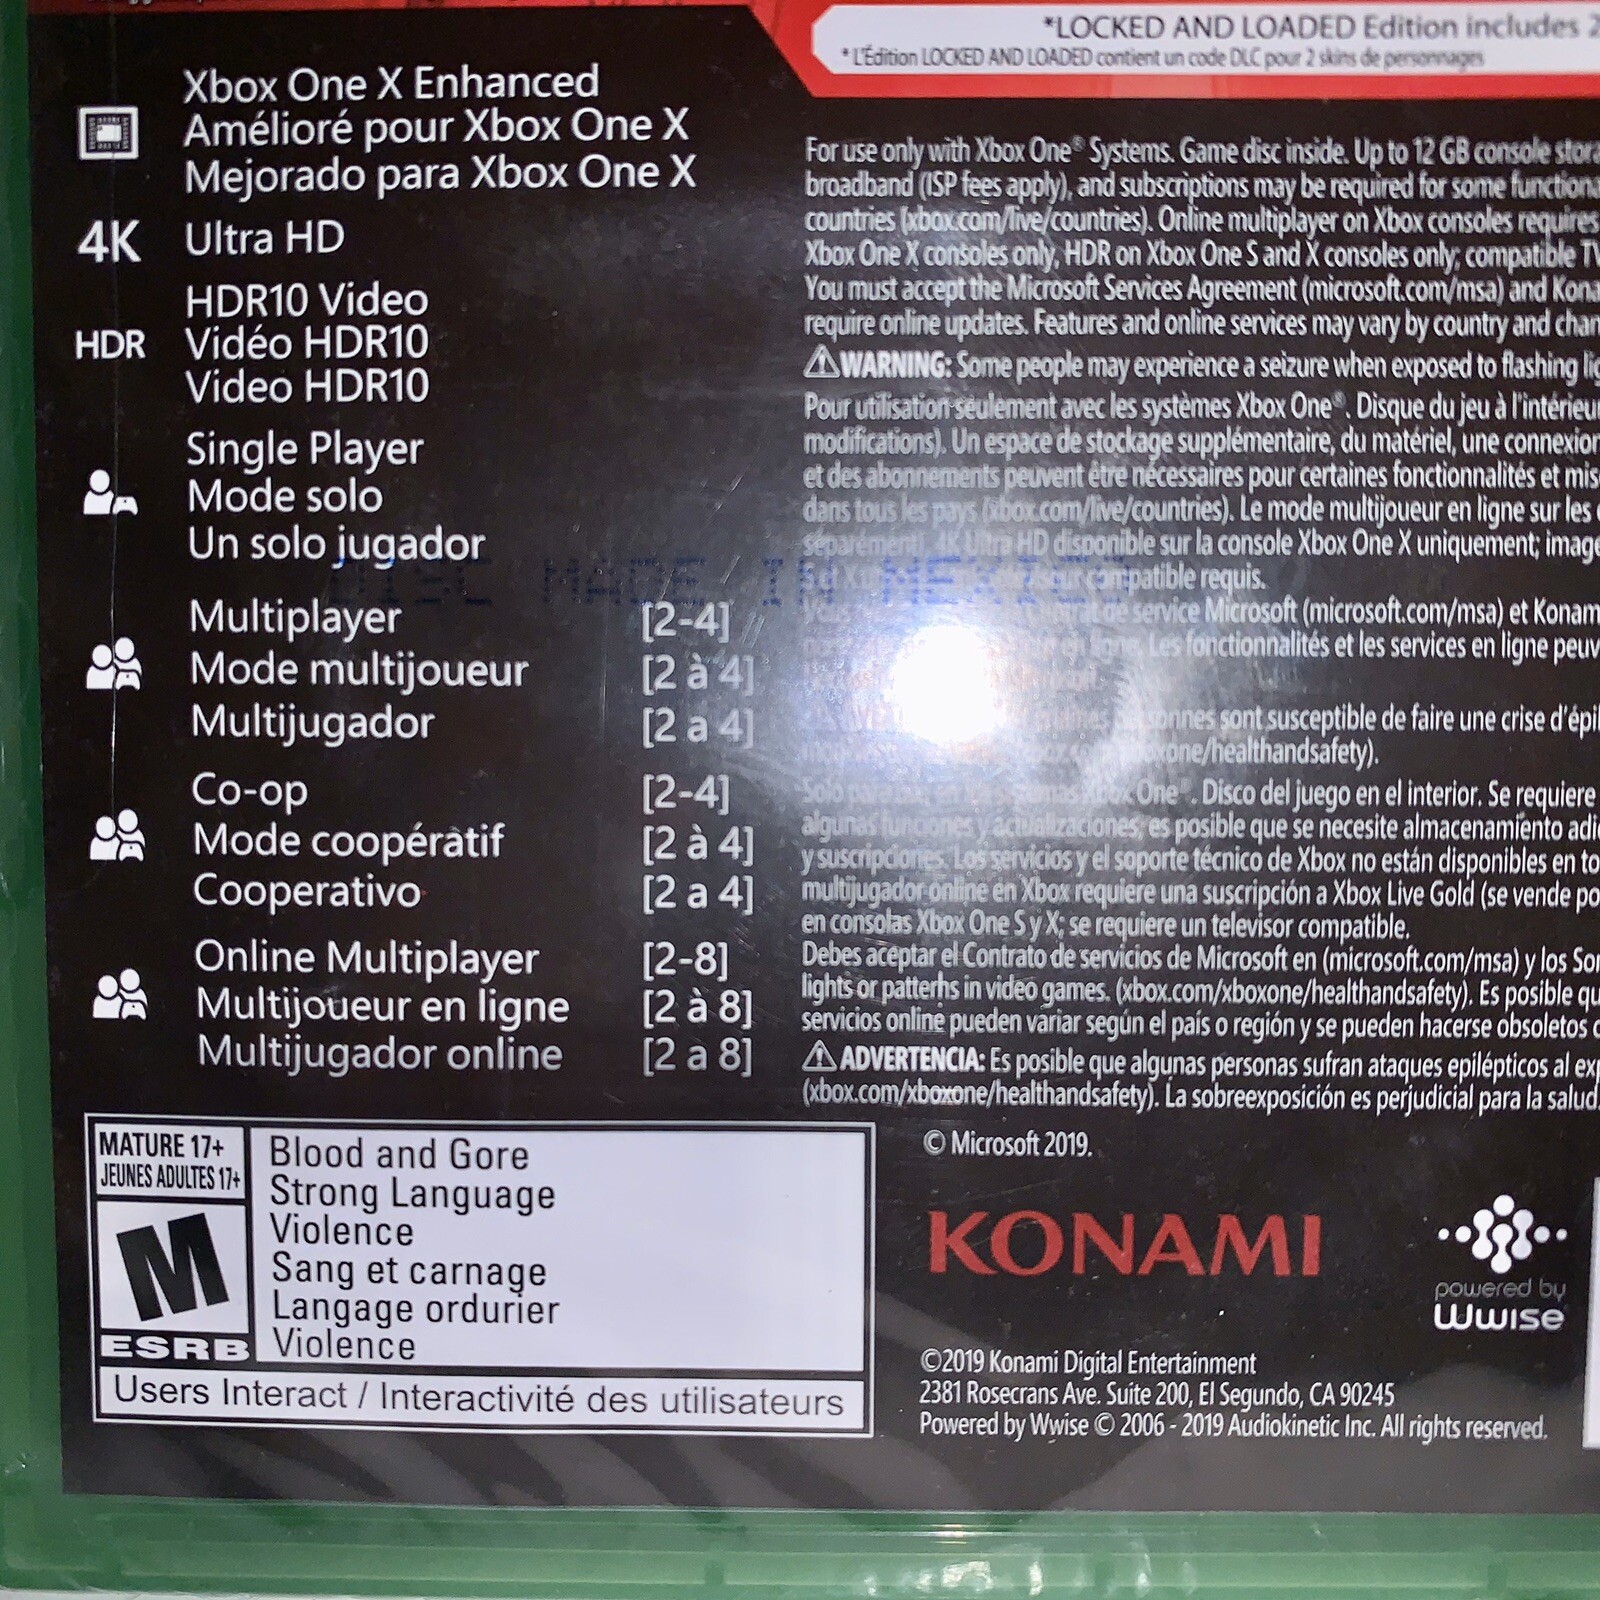 *LOCKED AND LOADED Edition includes 2
* L'Édition LOCKED AND LOADED contient un code DLC pour 2 skins de personnages
Xbox One X Enhanced
Amélioré pour Xbox One X
Mejorado para Xbox One X
4K Ultra HD
HDR10 Video
HDR Vidéo HDR10
Video HDR10
Single Player
Mode solo
Un solo jugador
Multiplayer [2-4]
Mode multijoueur [2 à 4]
Multijugador [2 a 4]
Co-op [2-4]
Mode coopératif [2 à 4]
Cooperativo [2 a 4]
Online Multiplayer [2-8]
Multijoueur en ligne [2 à 8]
Multijugador online [2 a 8]
DISC MADE IN MEXICO
For use only with Xbox One® Systems. Game disc inside. Up to 12 GB console
broadband (ISP fees apply), and subscriptions may be required for some
countries (xbox.com/live/countries). Online multiplayer on Xbox consoles requires
Xbox One X consoles only, HDR on Xbox One S and X consoles only; compatible TV
You must accept the Microsoft Services Agreement (microsoft.com/msa) and
require online updates. Features and online services may vary by country and
⚠WARNING: Some people may experience a seizure when exposed to flashing
Pour utilisation seulement avec les systèmes Xbox One®. Disque du jeu à l'intérieur
modifications). Un espace de stockage supplémentaire, du matériel, une connexion
et des abonnements peuvent être nécessaires pour certaines fonctionnalités et
dans tous les pays (xbox.com/live/countries). Le mode multijoueur en ligne sur les
séparément). 4K Ultra HD disponible sur la console Xbox One X uniquement;
compatible requis.
de service Microsoft (microsoft.com/msa) et
en ligne. Les fonctionnalités et les services en ligne
sont susceptible de faire une crise
Solo One®. Disco del juego en el interior. Se requiere
algunas funciones y actualizaciones, es posible que se necesite almacenamiento
y suscripciones. Los servicios y el soporte técnico de Xbox no están disponibles en
multijugador online en Xbox requiere una suscripción a Xbox Live Gold (se vende
en consolas Xbox One S y X; se requiere un televisor compatible.
Debes aceptar el Contrato de servicios de Microsoft en (microsoft.com/msa) y los
lights or patterns in video games. (xbox.com/xboxone/healthandsafety). Es posible
servicios online pueden variar según el país o región y se pueden hacerse obsoletos
⚠ADVERTENCIA: Es posible que algunas personas sufran ataques epilépticos al
(xbox.com/xboxone/healthandsafety). La sobreexposición es perjudicial para la salud.
© Microsoft 2019.
MATURE 17+
JEUNES ADULTES 17+
M
ESRB
Blood and Gore
Strong Language
Violence
Sang et carnage
Langage ordurier
Violence
Users Interact / Interactivité des utilisateurs
KONAMI
powered by
Wwise
©2019 Konami Digital Entertainment
2381 Rosecrans Ave. Suite 200, El Segundo, CA 90245
Powered by Wwise © 2006 - 2019 Audiokinetic Inc. All rights reserved.